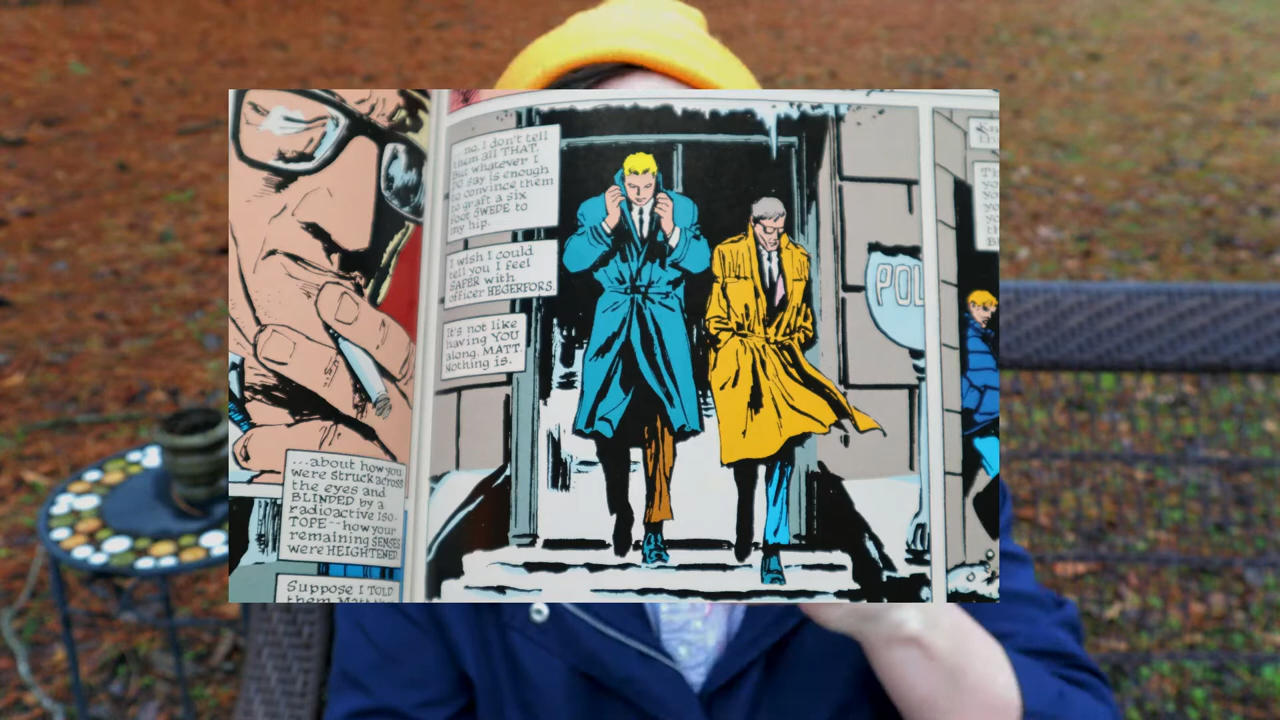 ...about how you
were struck across
the eyes and
BLINDED by a
radioactive ISO-
TOPE--how your
remaining SENSES
were HEIGHTENED
Suppose I TOLD
...no, I don't tell
them all THAT.
But whatever I
DO say is enough
to convince them
to graft a six
foot SWEDE to
my hip.
I wish I could
tell you I feel
SAFER with
officer HEGERFORS.
It's not like
having YOU
along, MATT.
Nothing is.
POL